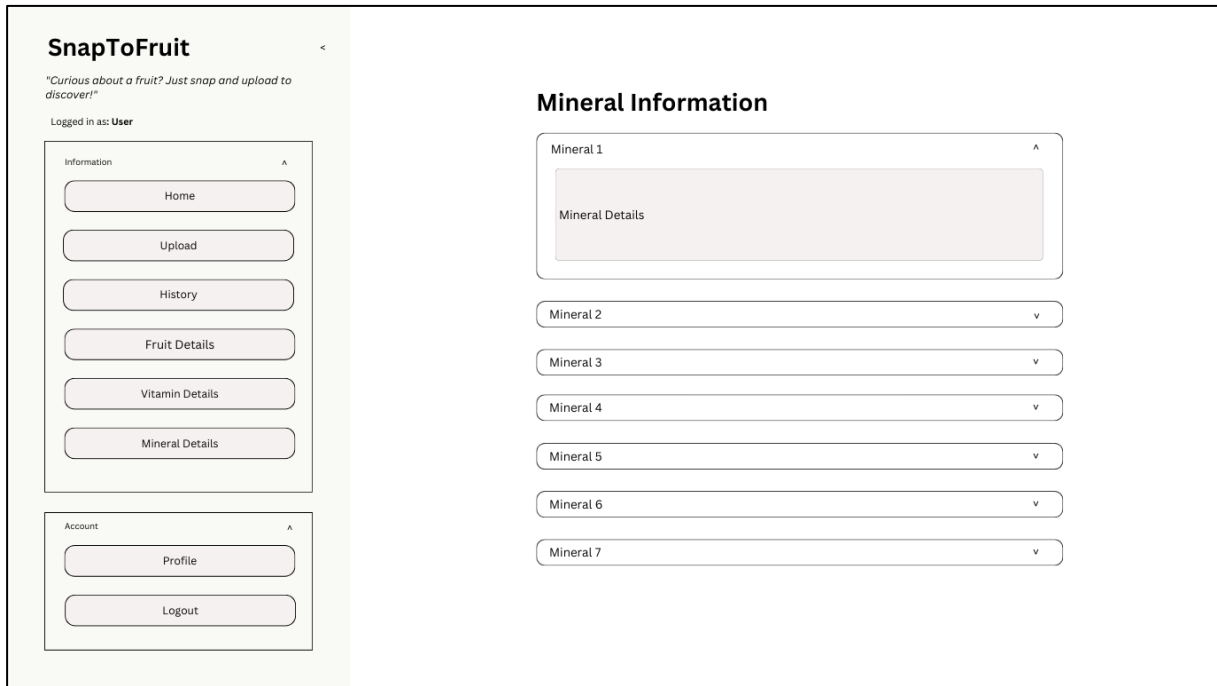 SnapToFruit
<
"Curious about a fruit? Just snap and upload to
discover!"
Logged in as: User
Information ^
Home
Upload
History
Fruit Details
Vitamin Details
Mineral Details
Account ^
Profile
Logout
Mineral Information
Mineral 1 ^
Mineral Details
Mineral 2 v
Mineral 3 v
Mineral 4 v
Mineral 5 v
Mineral 6 v
Mineral 7 v